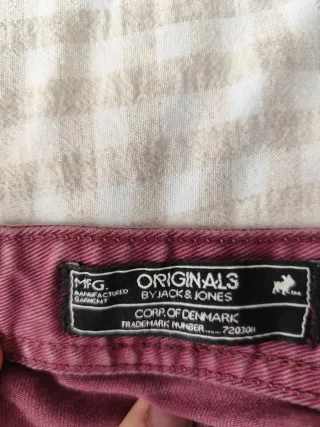 MFG.
MANUFACTURED
GARMENT
ORIGINALS
BY JACK & JONES
CORP. OF DENMARK
TRADEMARK NUMBER.......